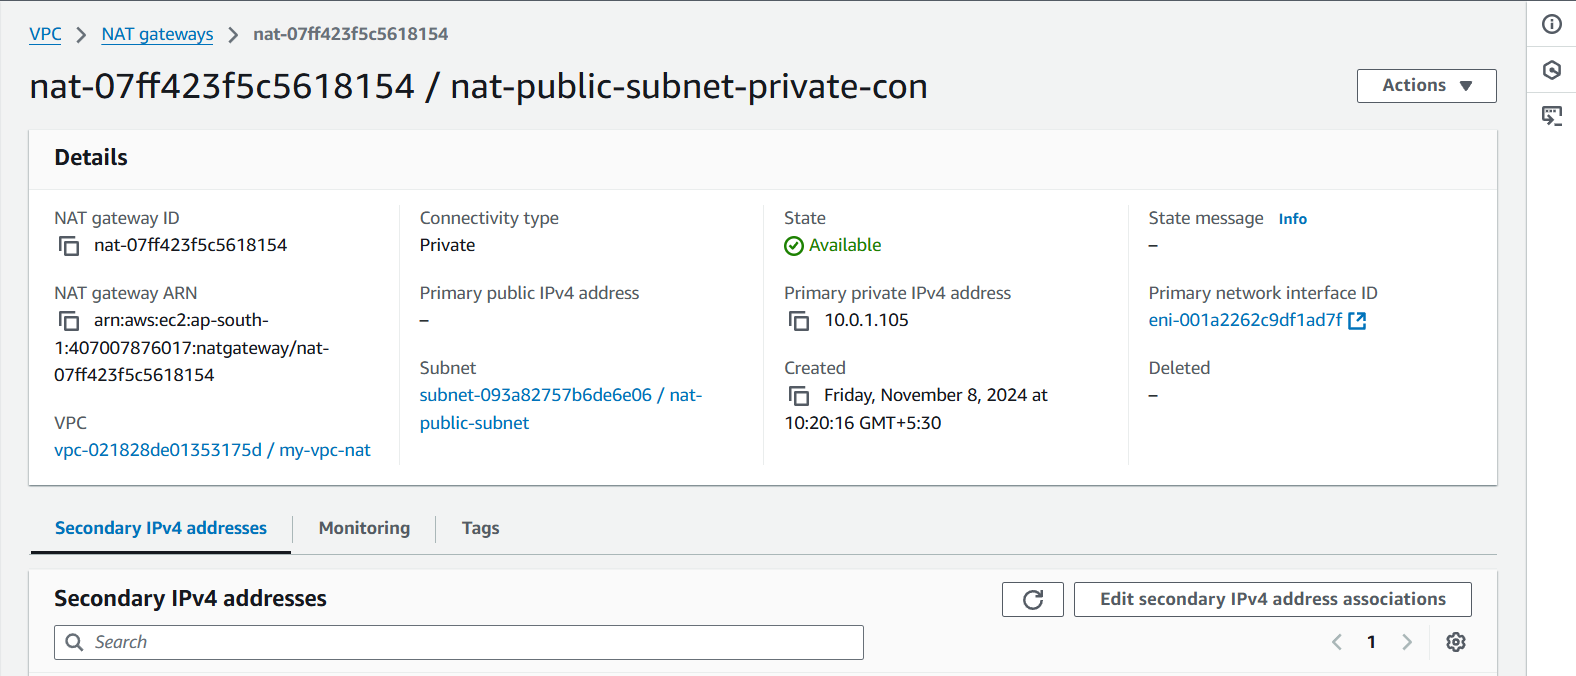 VPC > NAT gateways > nat-07ff423f5c5618154
nat-07ff423f5c5618154 / nat-public-subnet-private-con
Actions
Details
NAT gateway ID
nat-07ff423f5c5618154
NAT gateway ARN
arn:aws:ec2:ap-south-
1:407007876017:natgateway/nat-
07ff423f5c5618154
VPC
vpc-021828de01353175d / my-vpc-nat
Connectivity type
Private
Primary public IPv4 address
–
Subnet
subnet-093a82757b6de6e06 / nat-
public-subnet
State
Available
Primary private IPv4 address
10.0.1.105
Created
Friday, November 8, 2024 at
10:20:16 GMT+5:30
State message Info
–
Primary network interface ID
eni-001a2262c9df1ad7f
Deleted
–
Secondary IPv4 addresses
Monitoring
Tags
Secondary IPv4 addresses
Edit secondary IPv4 address associations
Search
1